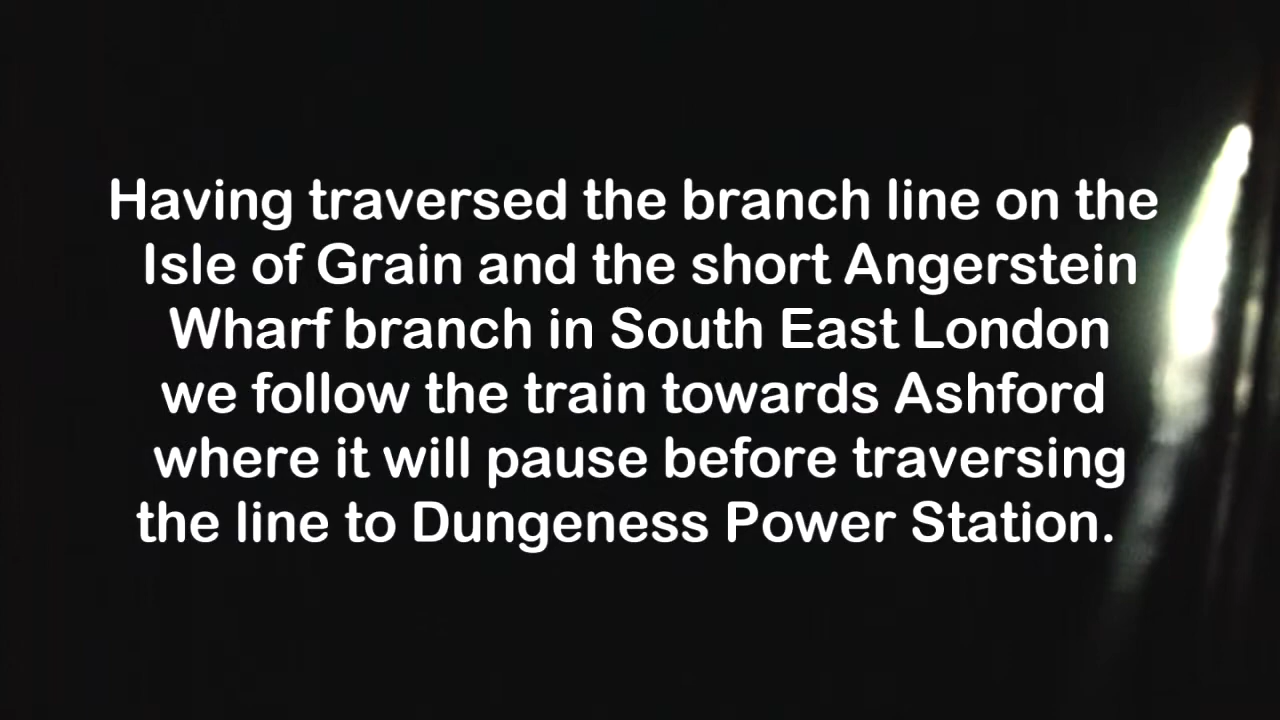 Having traversed the branch line on the
Isle of Grain and the short Angerstein
Wharf branch in South East London
we follow the train towards Ashford
where it will pause before traversing
the line to Dungeness Power Station.